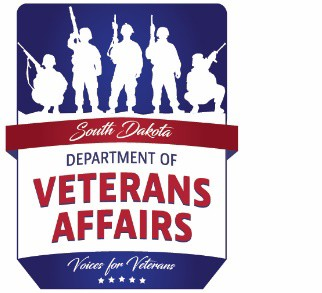 South Dakota
DEPARTMENT OF
VETERANS
AFFAIRS
Voices for Veterans